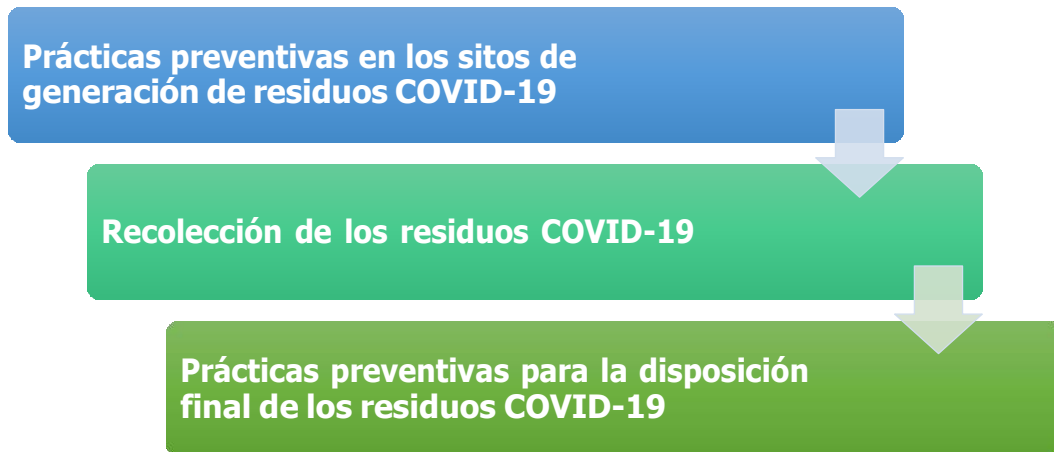 Prácticas preventivas en los sitos de
generación de residuos COVID-19
Recolección de los residuos COVID-19
Prácticas preventivas para la disposición
final de los residuos COVID-19